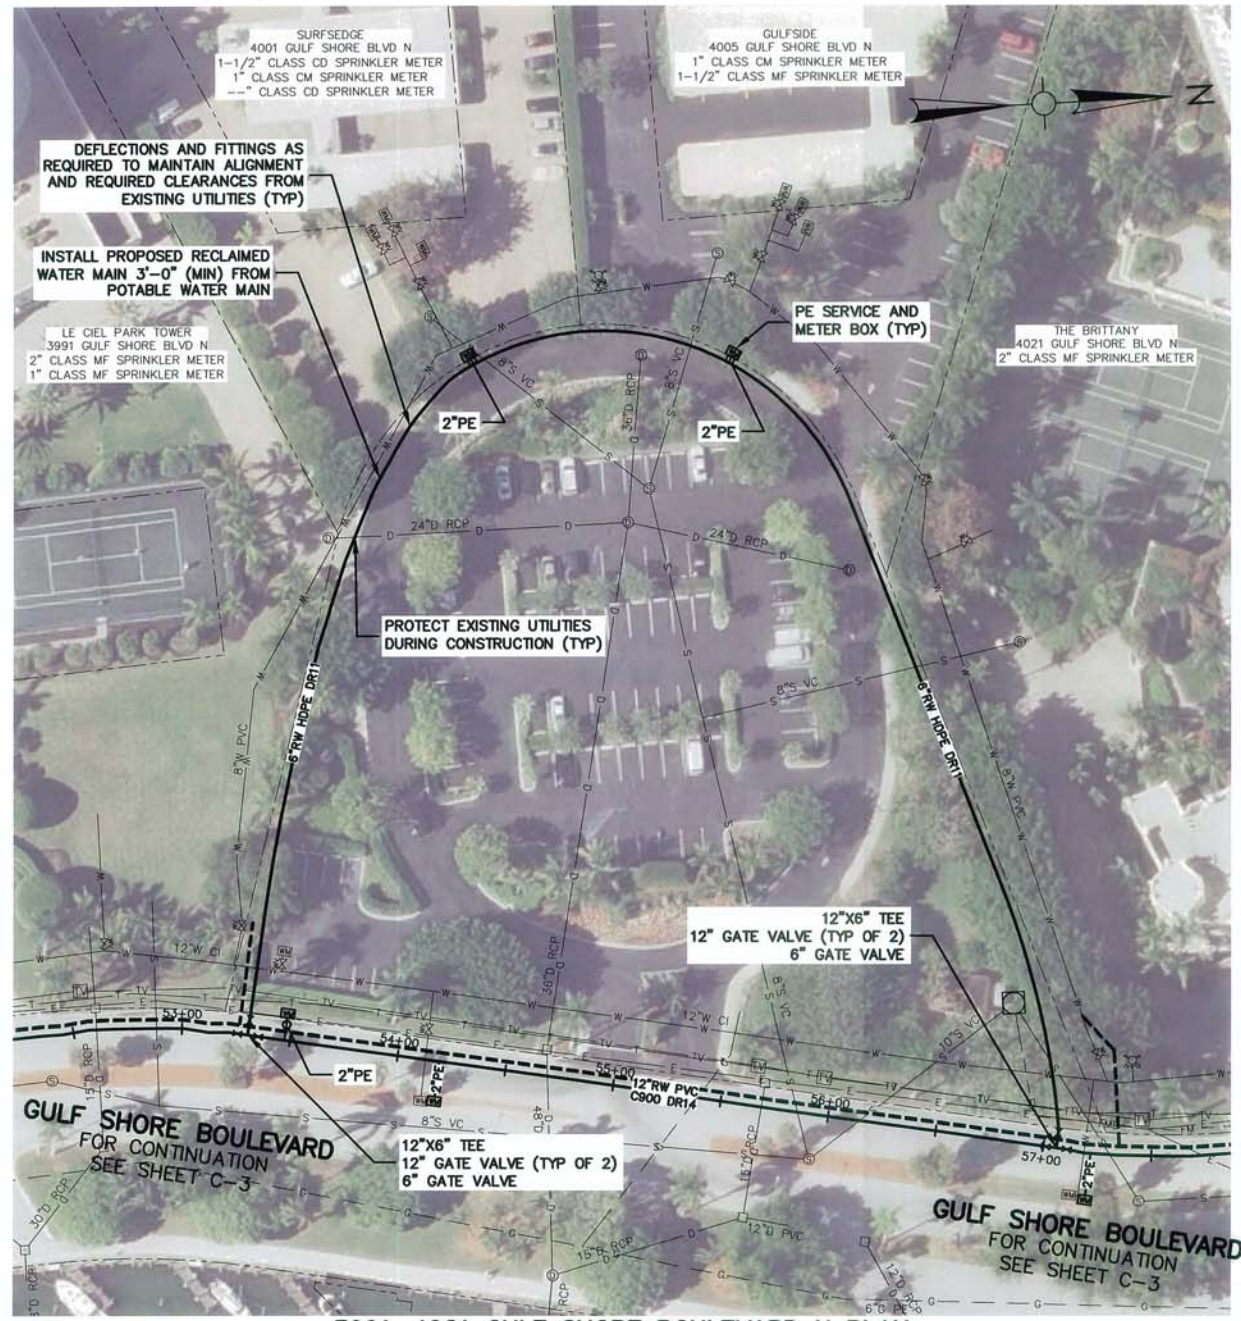 SURFSEDGE
4001 GULF SHORE BLVD N
1-1/2" CLASS CD SPRINKLER METER
1" CLASS CM SPRINKLER METER
--" CLASS CD SPRINKLER METER
GULFSIDE
4005 GULF SHORE BLVD N
1" CLASS CM SPRINKLER METER
1-1/2" CLASS MF SPRINKLER METER
N
DEFLECTIONS AND FITTINGS AS
REQUIRED TO MAINTAIN ALIGNMENT
AND REQUIRED CLEARANCES FROM
EXISTING UTILITIES (TYP)
INSTALL PROPOSED RECLAIMED
WATER MAIN 3'-0" (MIN) FROM
POTABLE WATER MAIN
LE CIEL PARK TOWER
3991 GULF SHORE BLVD N
2" CLASS MF SPRINKLER METER
1" CLASS MF SPRINKLER METER
PE SERVICE AND
METER BOX (TYP)
THE BRITTANY
4021 GULF SHORE BLVD N
2" CLASS MF SPRINKLER METER
8"S VC
36"D RCP
8"S VC
2"PE
2"PE
24"D RCP
24"D RCP
PROTECT EXISTING UTILITIES
DURING CONSTRUCTION (TYP)
6"RW HDPE DR11
8"W PVC
8"S VC
6"RW HDPE DR11
8"W PVC
12"X6" TEE
12" GATE VALVE (TYP OF 2)
6" GATE VALVE
12"W CI
36"D RCP
8"S VC
12"W CI
10"S VC
53+00
54+00
55+00
56+00
57+00
12"RW PVC
C900 DR14
15"D RCP
2"PE
2"PE
8"S VC
48"D
15"D
2"PE
GULF SHORE BOULEVARD
FOR CONTINUATION
SEE SHEET C-3
12"X6" TEE
12" GATE VALVE (TYP OF 2)
6" GATE VALVE
GULF SHORE BOULEVARD
FOR CONTINUATION
SEE SHEET C-3
30"D RCP
15"D RCP
12"D PVC
12"D
RCP